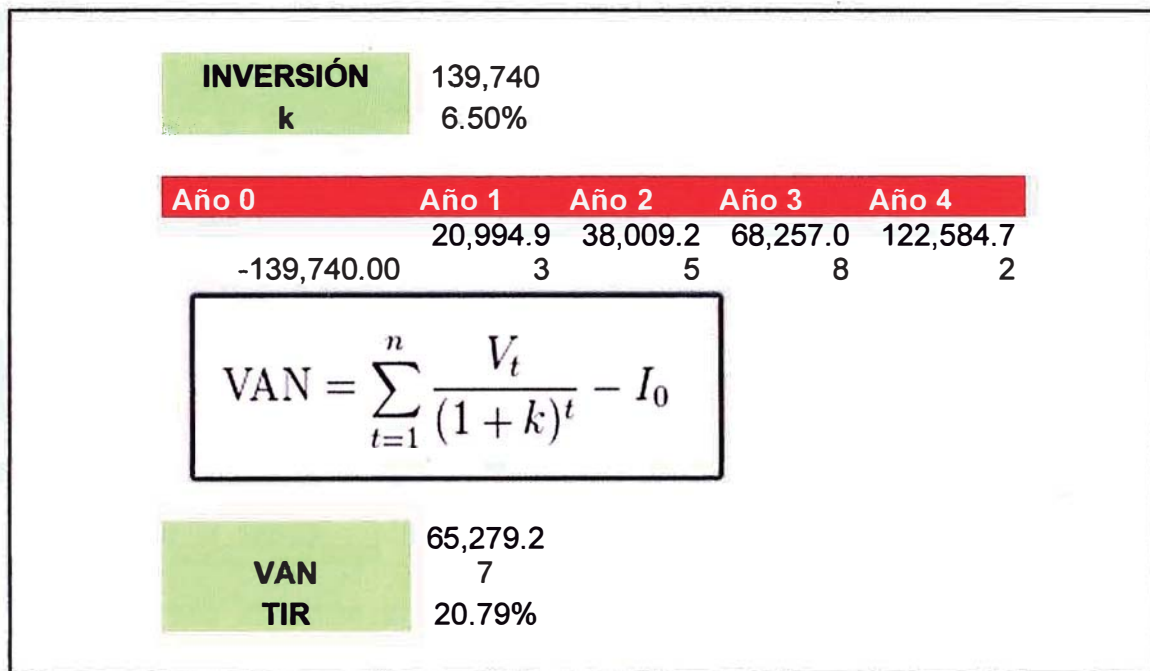 INVERSIÓN 139,740
k 6.50%
Año 0 Año 1 Año 2 Año 3 Año 4
20,994.9 38,009.2 68,257.0 122,584.7
-139,740.00 3 5 8 2
VAN = \sum_{t=1}^{n} \frac{V_t}{(1 + k)^t} - I_0
65,279.2
VAN 7
TIR 20.79%